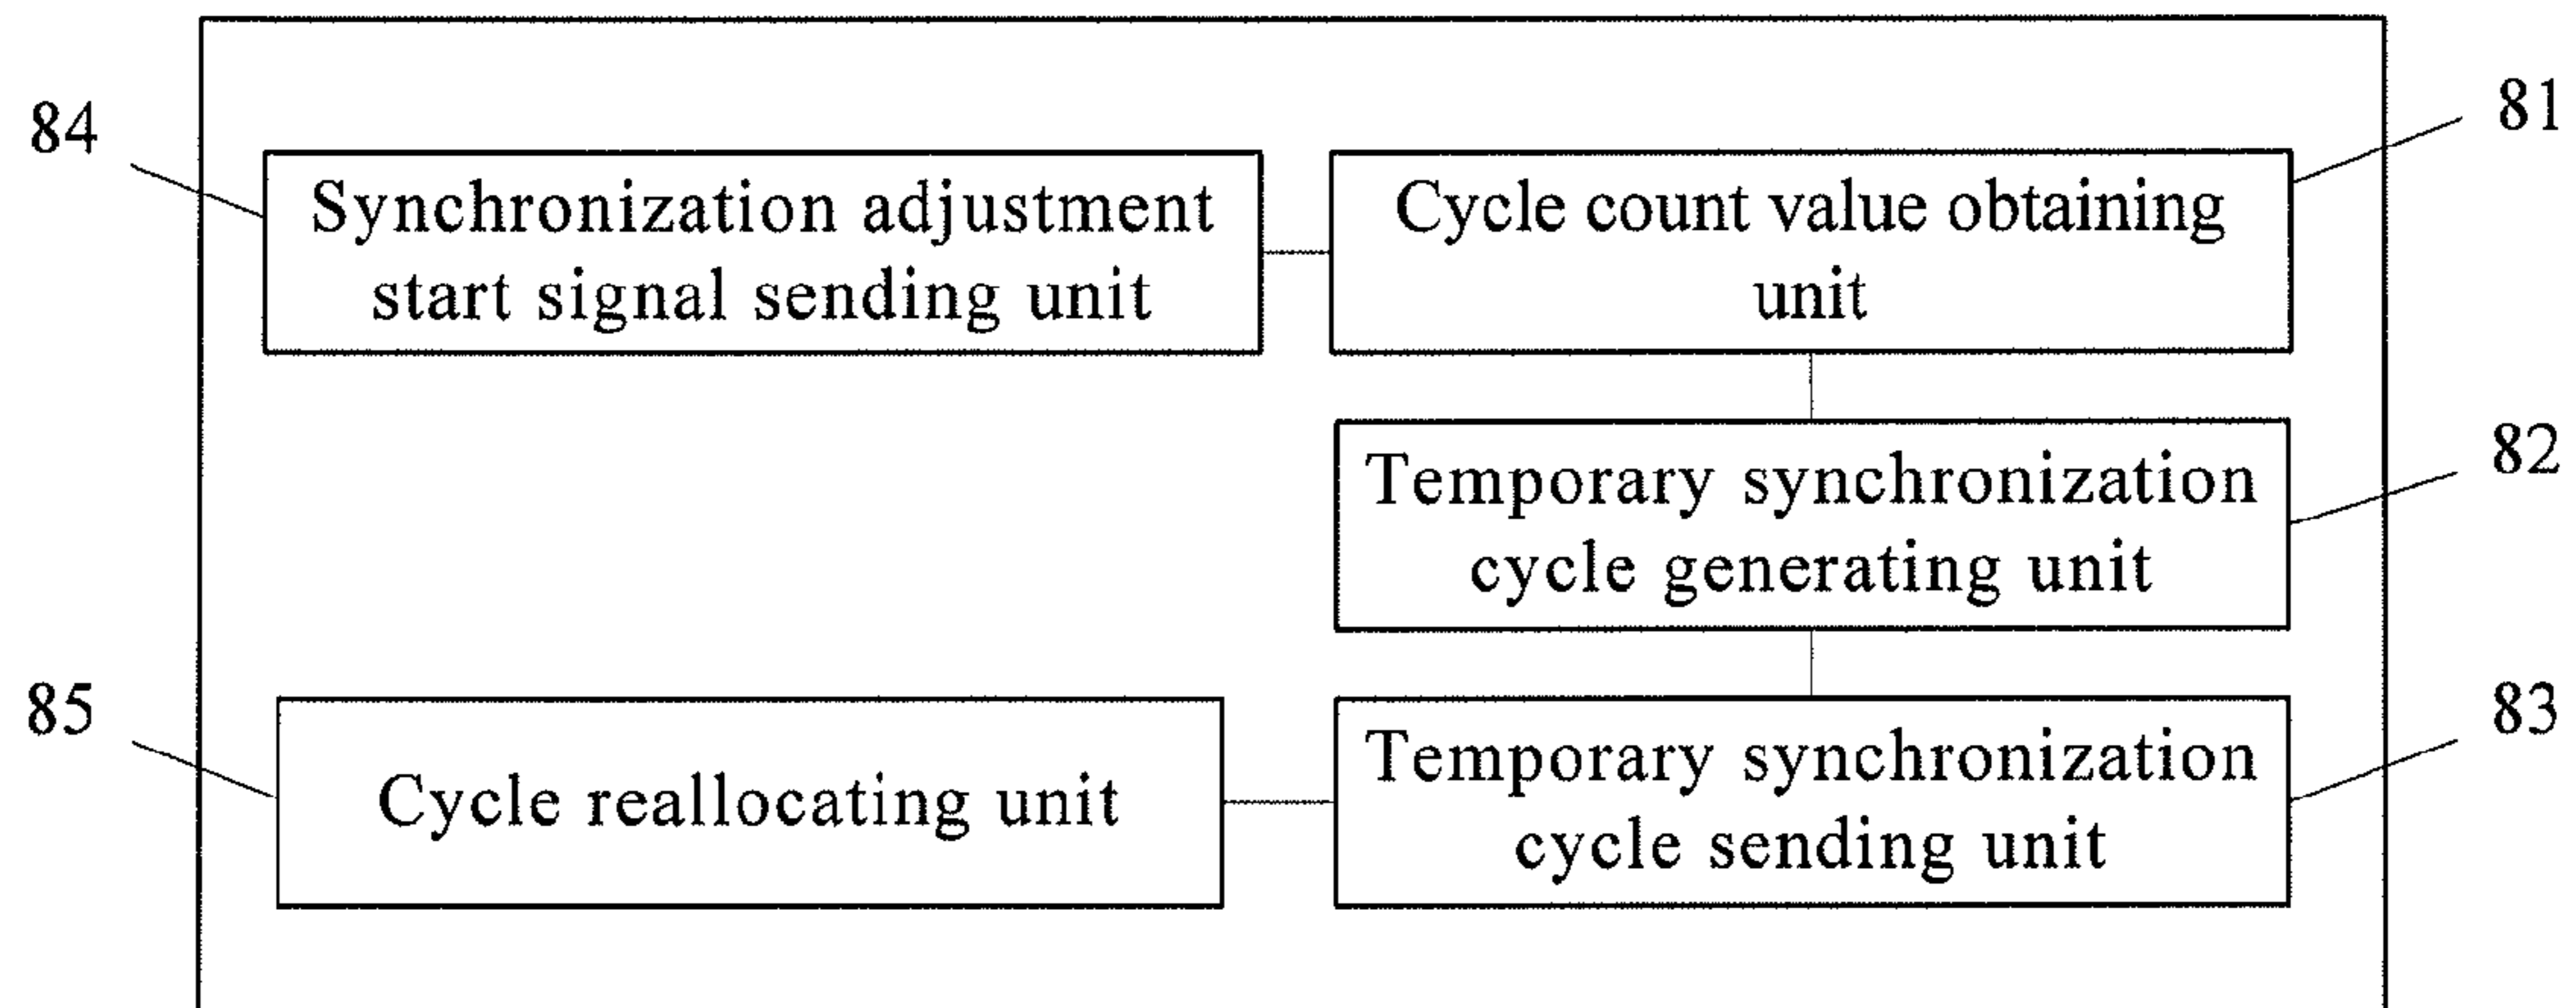 84
Synchronization adjustment
start signal sending unit
81
Cycle count value obtaining
unit
82
Temporary synchronization
cycle generating unit
85
Cycle reallocating unit
83
Temporary synchronization
cycle sending unit